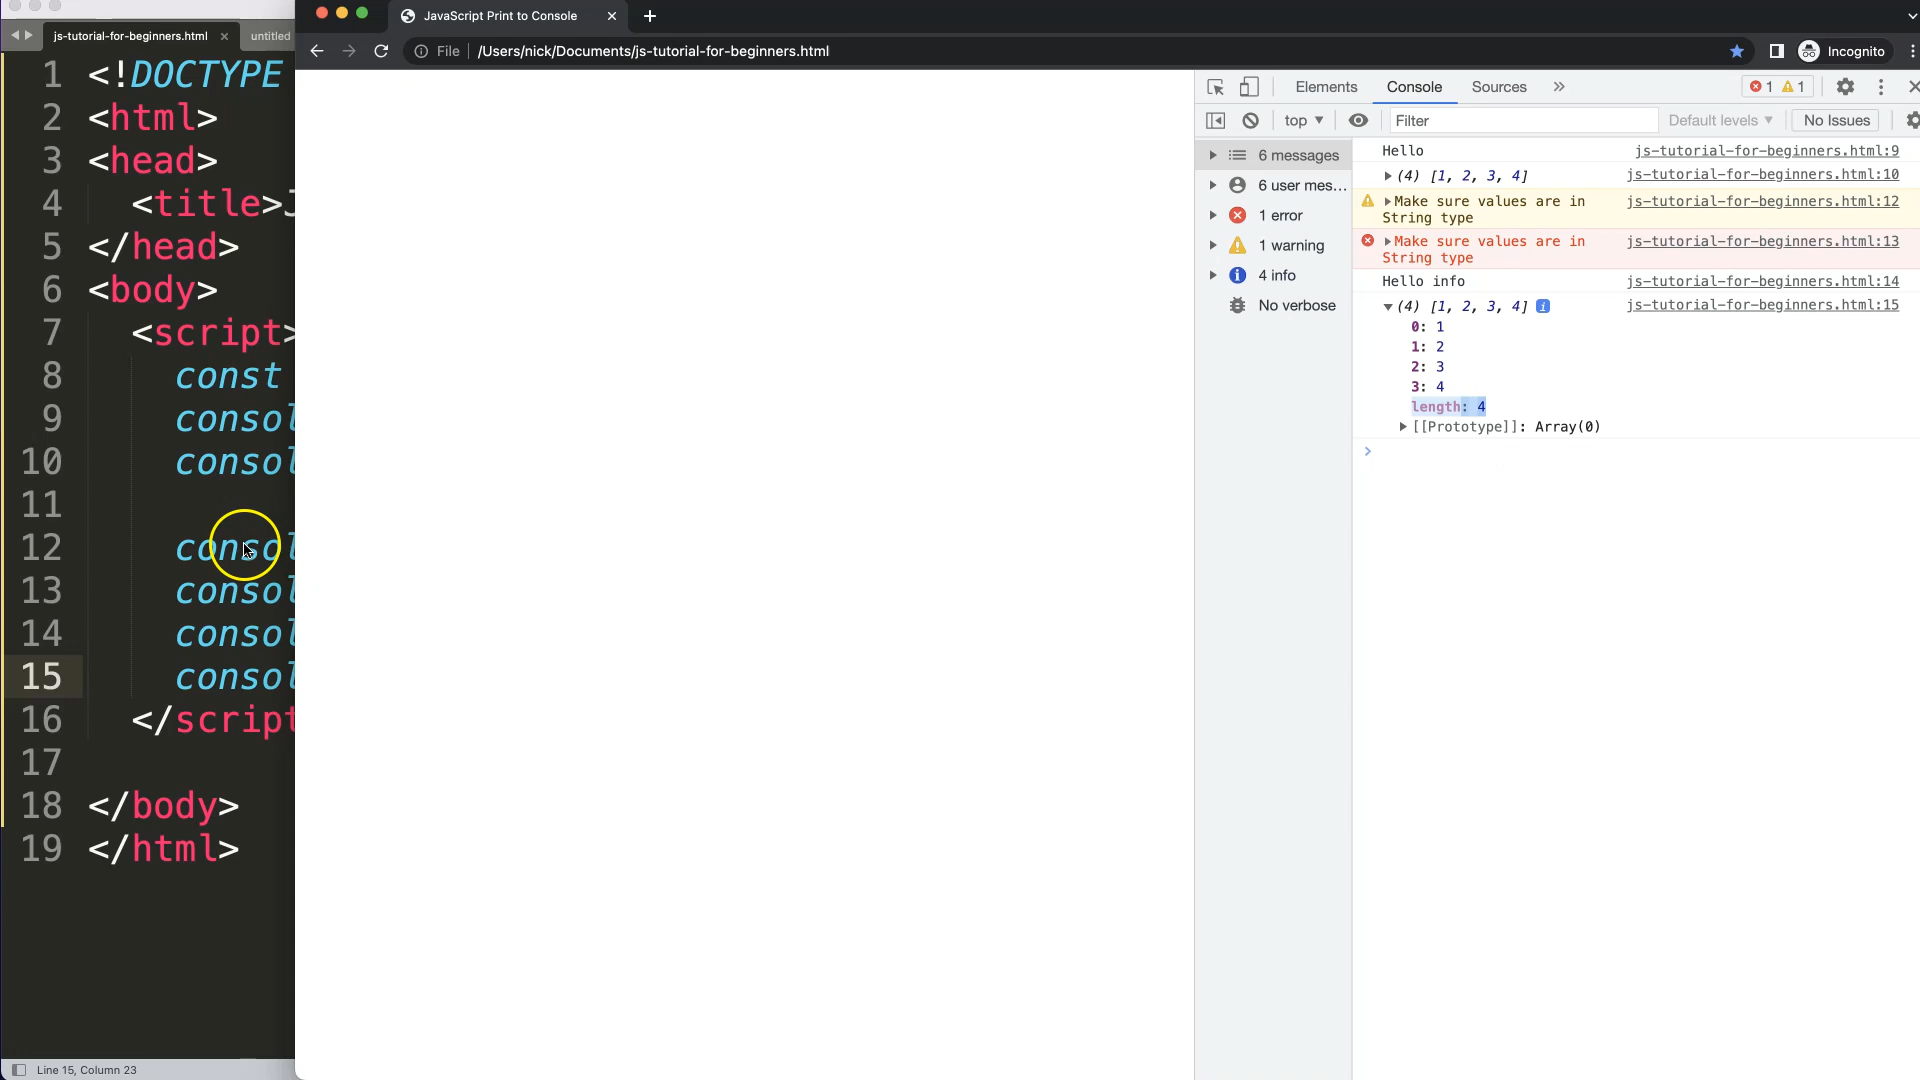 js-tutorial-for-beginners.html
untitled
1 <!DOCTYPE
2 <html>
3 <head>
4 <title>J
5 </head>
6 <body>
7 <script>
8 const
9 consol
10 consol
11
12 consol
13 consol
14 consol
15 consol
16 </script
17
18 </body>
19 </html>
Line 15, Column 23
JavaScript Print to Console
File /Users/nick/Documents/js-tutorial-for-beginners.html
Incognito
Elements Console Sources » 1 1
top Filter Default levels No Issues
6 messages
6 user mes...
1 error
1 warning
4 info
No verbose
Hello js-tutorial-for-beginners.html:9
(4) [1, 2, 3, 4] js-tutorial-for-beginners.html:10
Make sure values are in js-tutorial-for-beginners.html:12
String type
Make sure values are in js-tutorial-for-beginners.html:13
String type
Hello info js-tutorial-for-beginners.html:14
(4) [1, 2, 3, 4] i js-tutorial-for-beginners.html:15
0: 1
1: 2
2: 3
3: 4
length: 4
[[Prototype]]: Array(0)
>